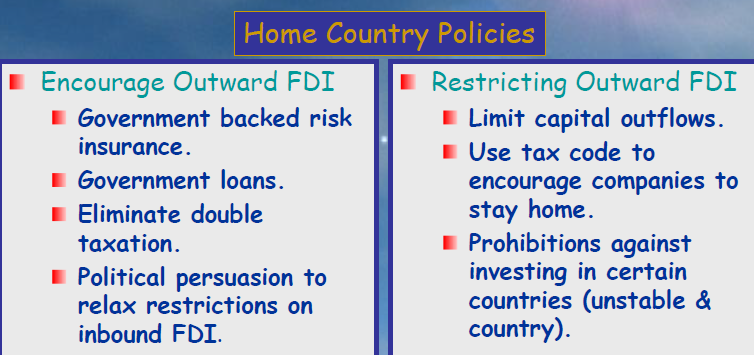 Home Country Policies
Encourage Outward FDI
Government backed risk
insurance.
Government loans.
Eliminate double
taxation.
Political persuasion to
relax restrictions on
inbound FDI.
Restricting Outward FDI
Limit capital outflows.
Use tax code to
encourage companies to
stay home.
Prohibitions against
investing in certain
countries (unstable &
country).